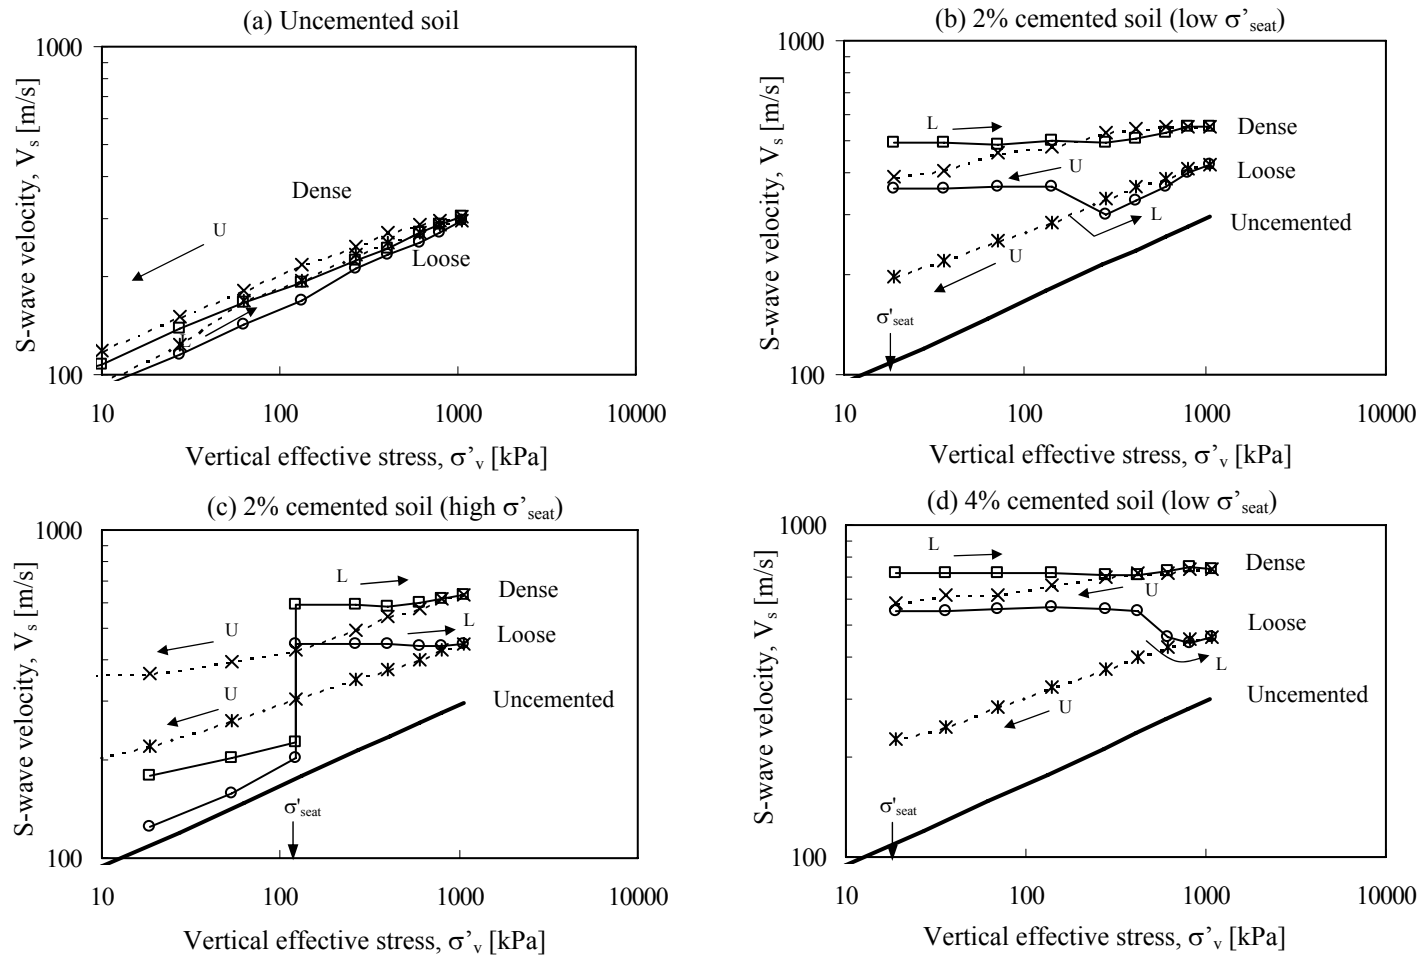 (a) Uncemented soil
1000
100
S-wave velocity, Vs [m/s]
Dense
U
Loose
L
10 100 1000 10000
Vertical effective stress, σ'v [kPa]
(b) 2% cemented soil (low σ'seat)
1000
100
S-wave velocity, Vs [m/s]
L
Dense
U
Loose
L
Uncemented
U
σ'seat
10 100 1000 10000
Vertical effective stress, σ'v [kPa]
(c) 2% cemented soil (high σ'seat)
1000
100
S-wave velocity, Vs [m/s]
L
Dense
L
U
Loose
U
Uncemented
σ'seat
10 100 1000 10000
Vertical effective stress, σ'v [kPa]
(d) 4% cemented soil (low σ'seat)
1000
100
S-wave velocity, Vs [m/s]
L
Dense
U
Loose
L
U
Uncemented
σ'seat
10 100 1000 10000
Vertical effective stress, σ'v [kPa]